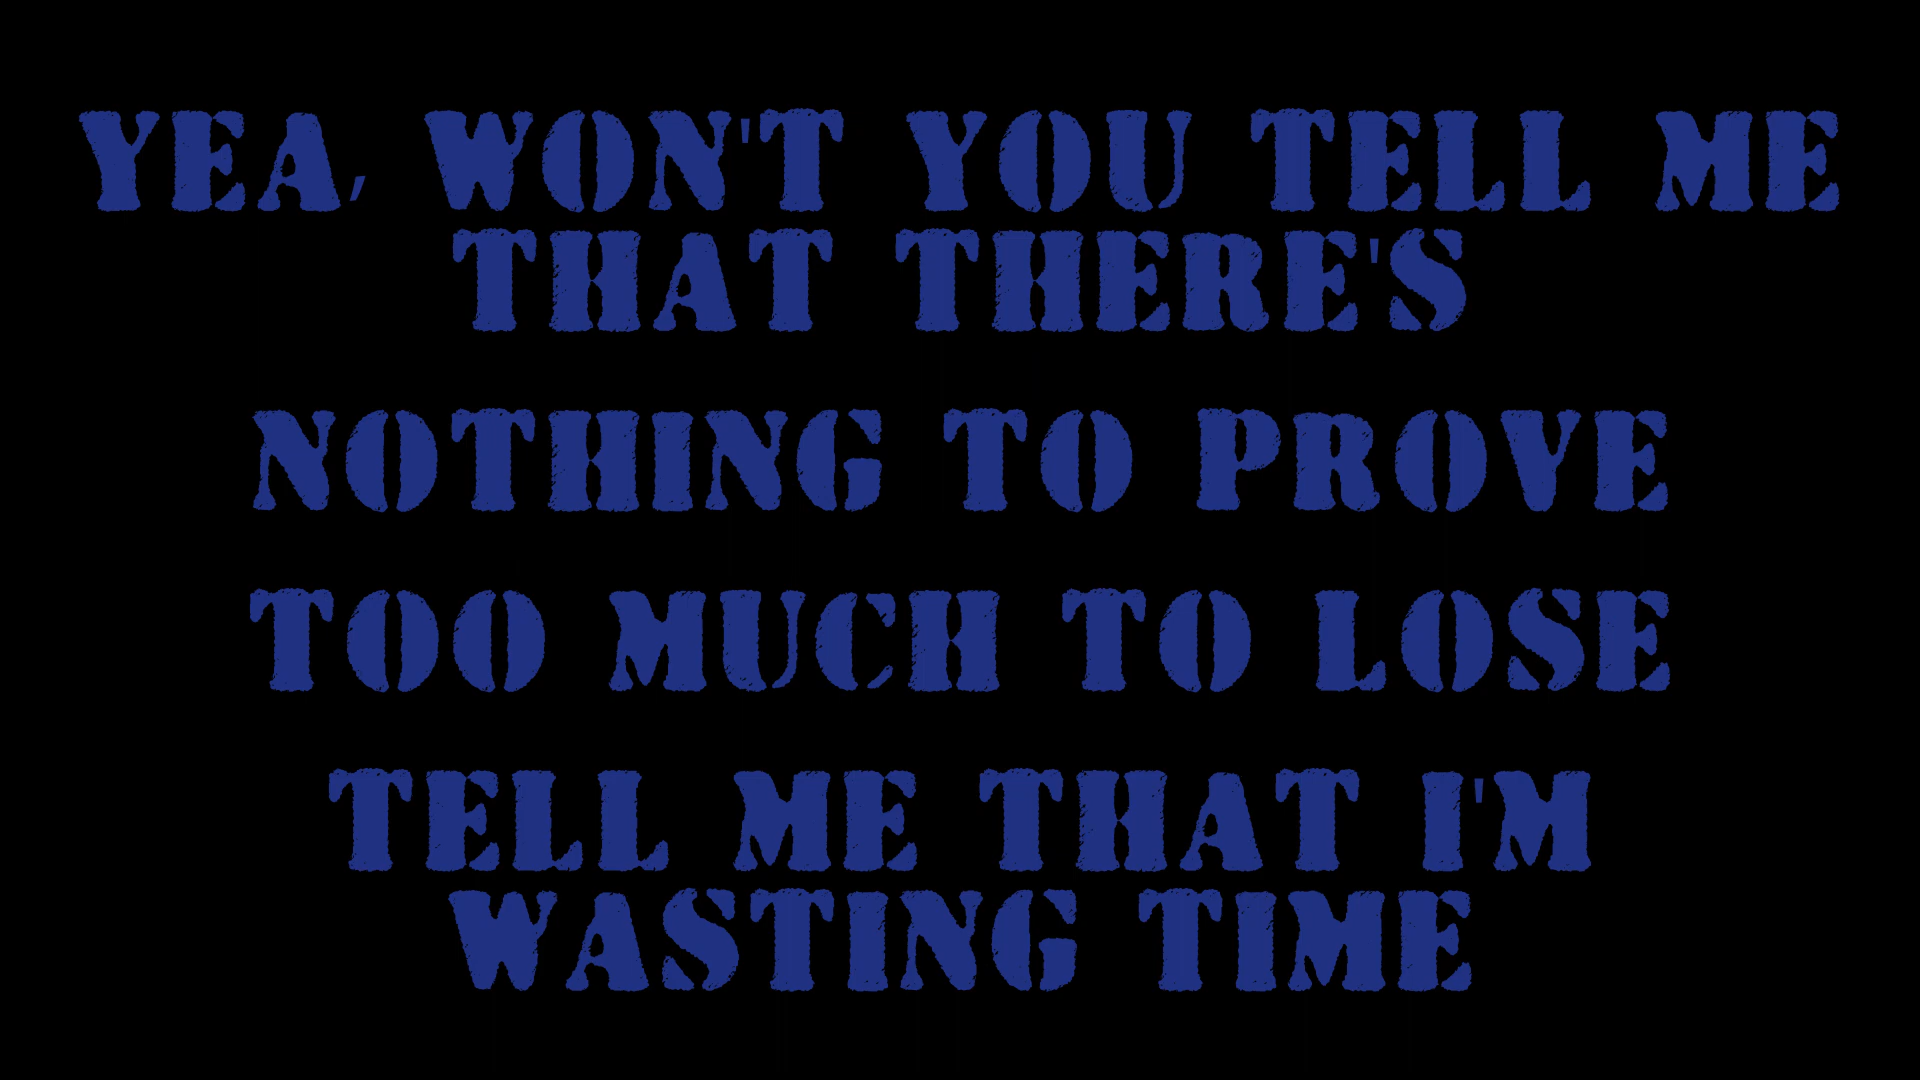 YEA, WON'T YOU TELL ME
THAT THERE'S
NOTHING TO PROVE
TOO MUCH TO LOSE
TELL ME THAT I'M
WASTING TIME